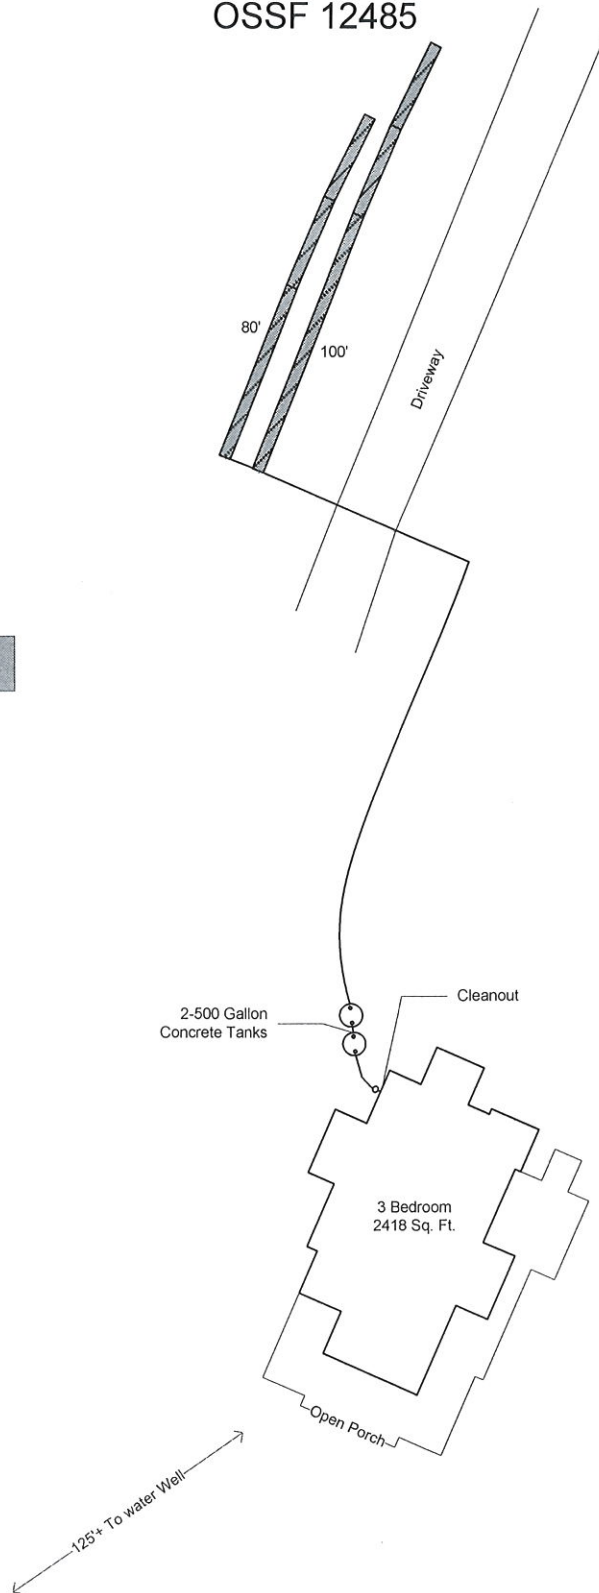 OSSF 12485
80'
100'
Driveway
2-500 Gallon
Concrete Tanks
Cleanout
3 Bedroom
2418 Sq. Ft.
Open Porch
125'+ To water Well